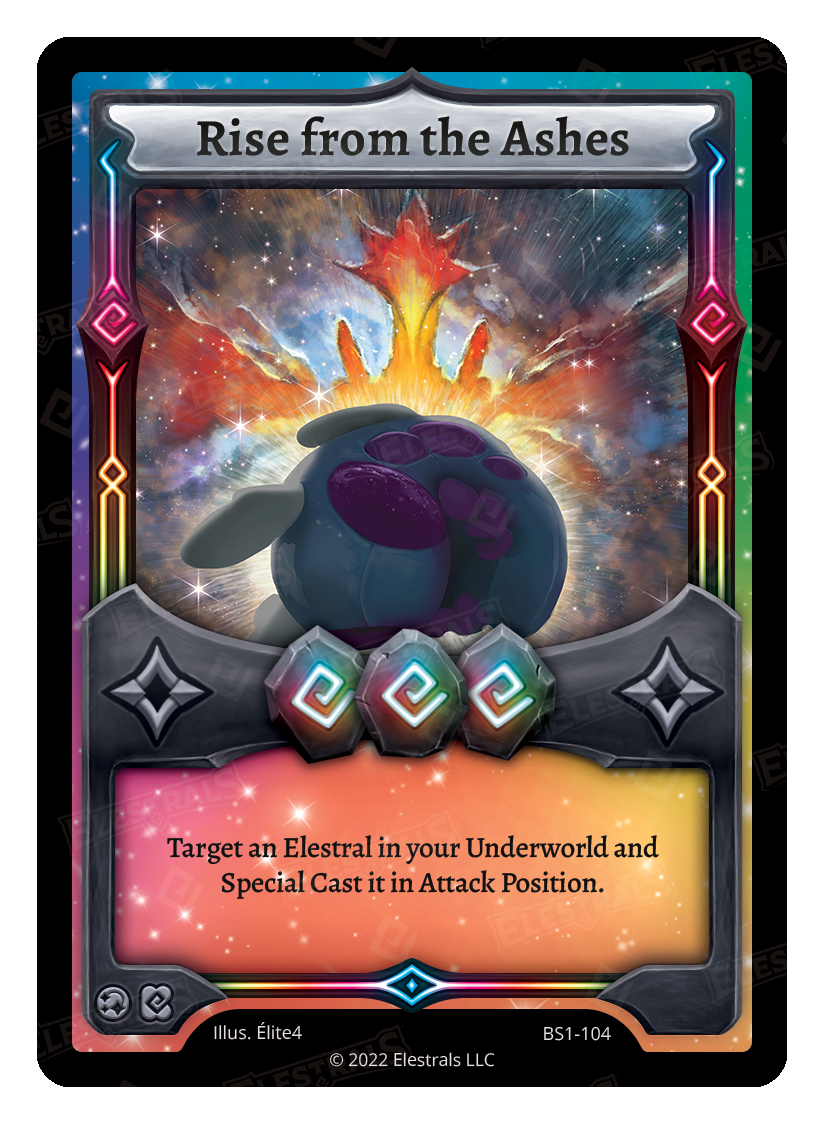 Rise from the Ashes
Target an Elestral in your Underworld and
Special Cast it in Attack Position.
Illus. Élite4
BS1-104
© 2022 Elestrals LLC